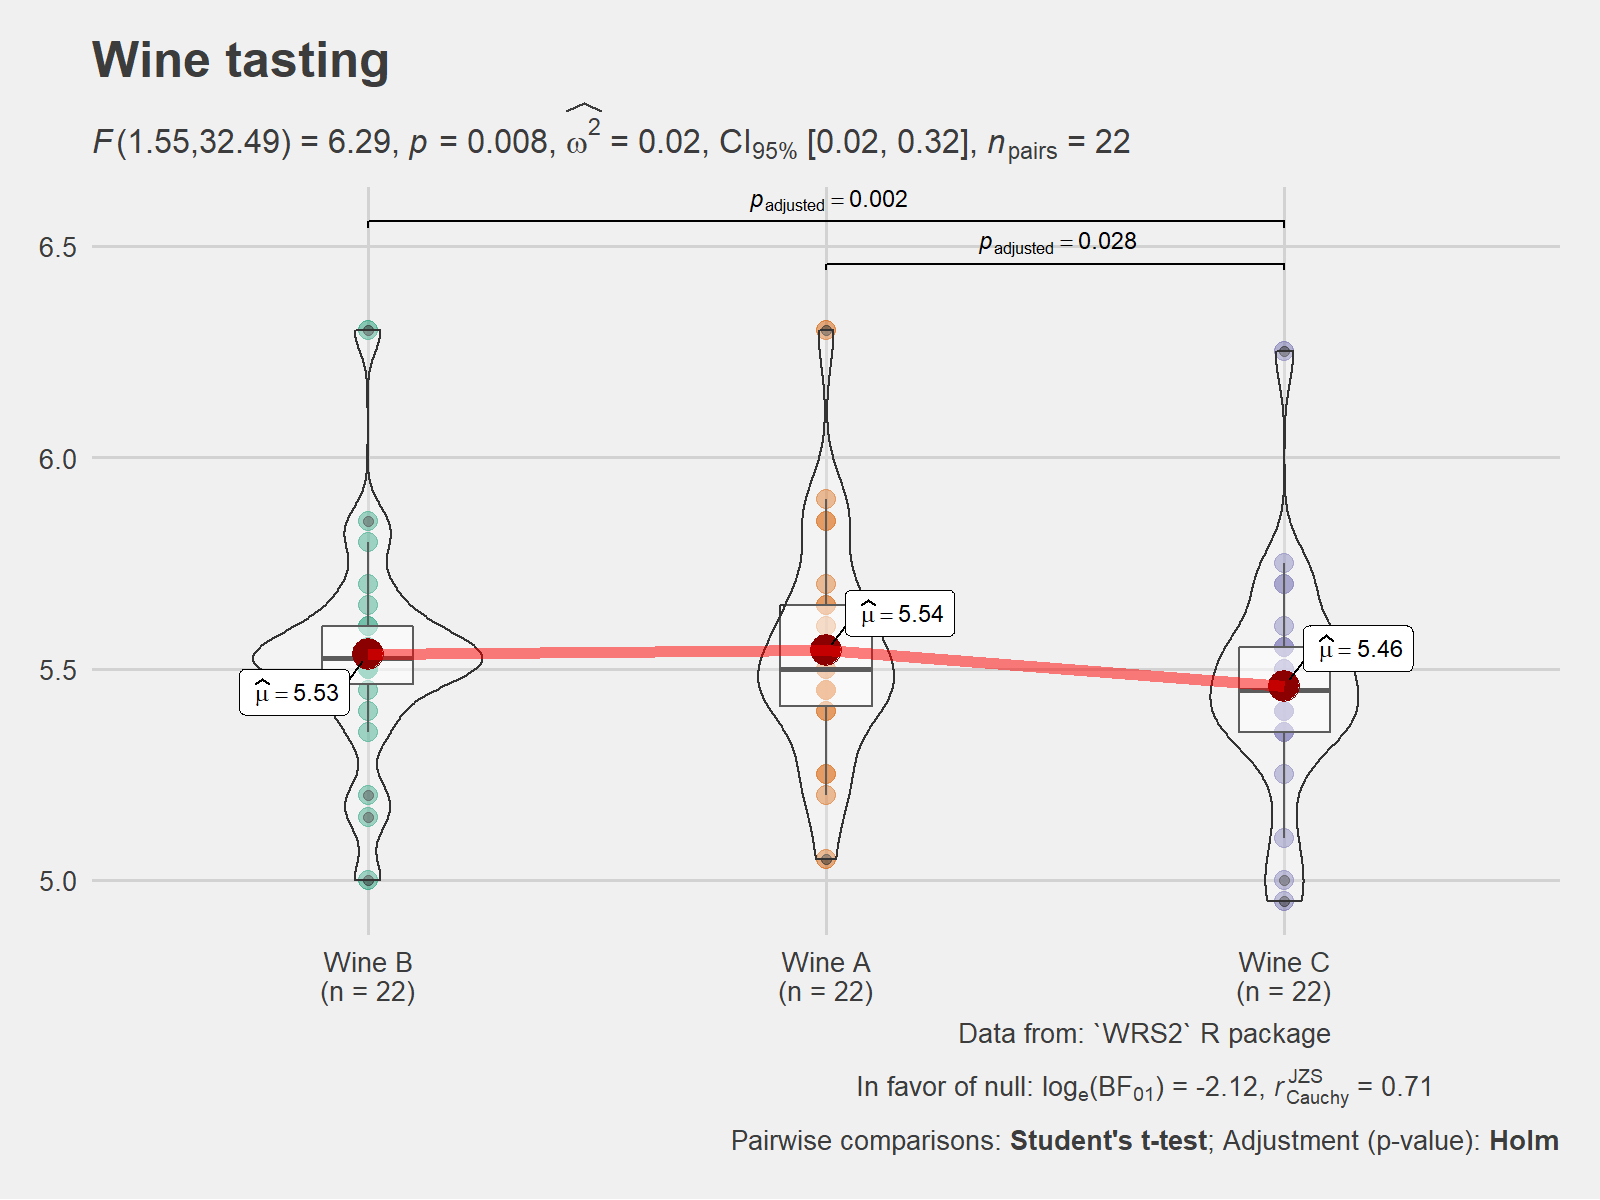 Wine tasting
F(1.55,32.49) = 6.29, p = 0.008, ω̂² = 0.02, CI95% [0.02, 0.32], npairs = 22
padjusted = 0.002
padjusted = 0.028
6.5
6.0
5.5
5.0
μ̂ = 5.53
μ̂ = 5.54
μ̂ = 5.46
Wine B
(n = 22)
Wine A
(n = 22)
Wine C
(n = 22)
Data from: `WRS2` R package
In favor of null: loge(BF01) = -2.12, rJZSCauchy = 0.71
Pairwise comparisons: Student's t-test; Adjustment (p-value): Holm